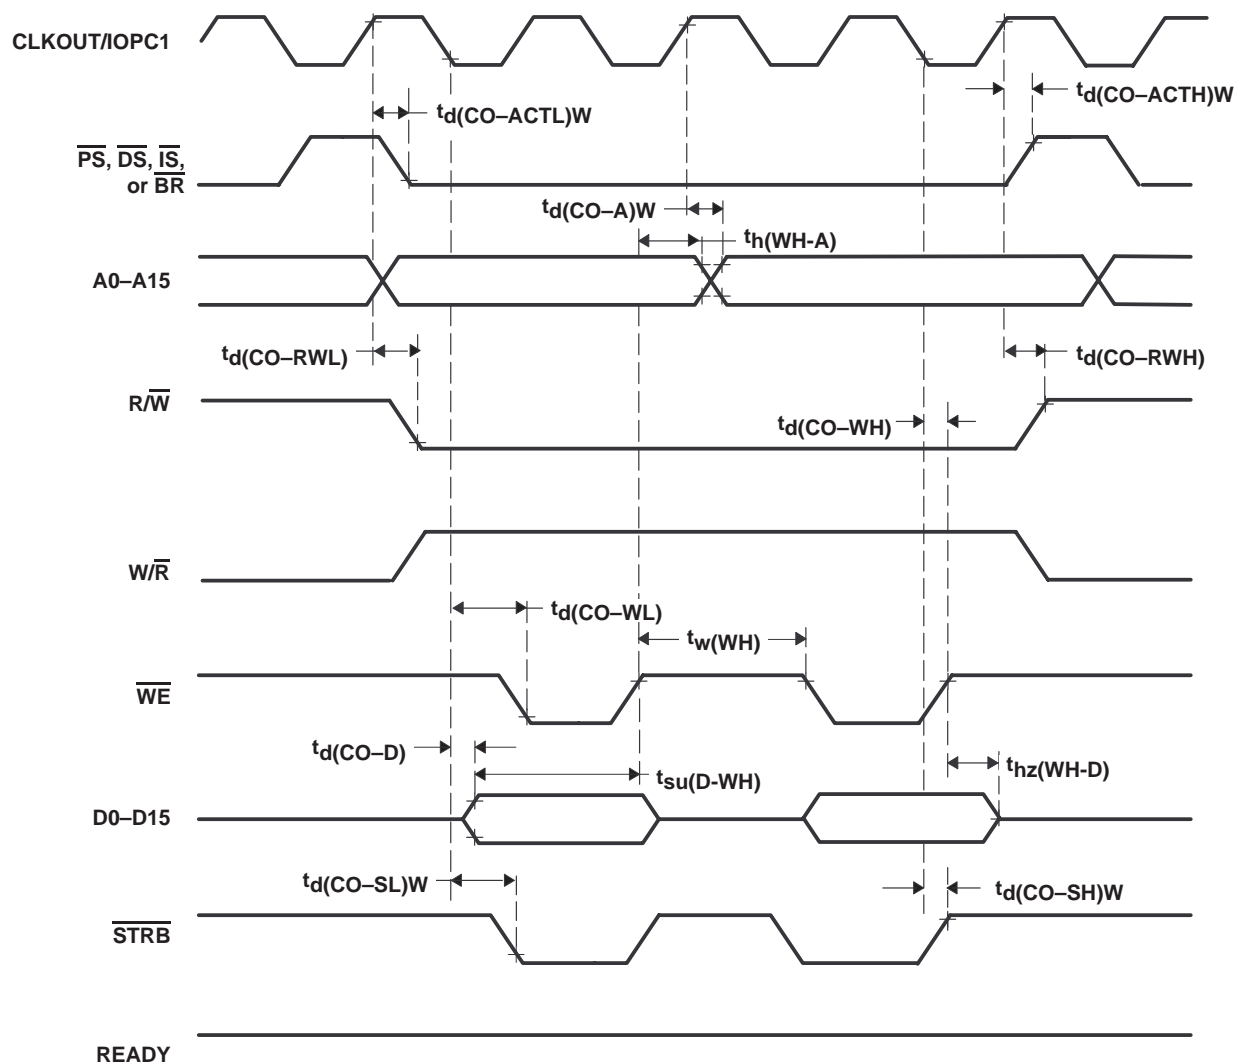 CLKOUT/IOPC1
td(CO–ACTL)W
td(CO–ACTH)W
PS, DS, IS,
or BR
td(CO–A)W
th(WH-A)
A0–A15
td(CO–RWL)
td(CO–RWH)
R/W
td(CO–WH)
W/R
td(CO–WL)
tw(WH)
WE
td(CO–D)
tsu(D-WH)
thz(WH-D)
D0–D15
td(CO–SL)W
td(CO–SH)W
STRB
READY